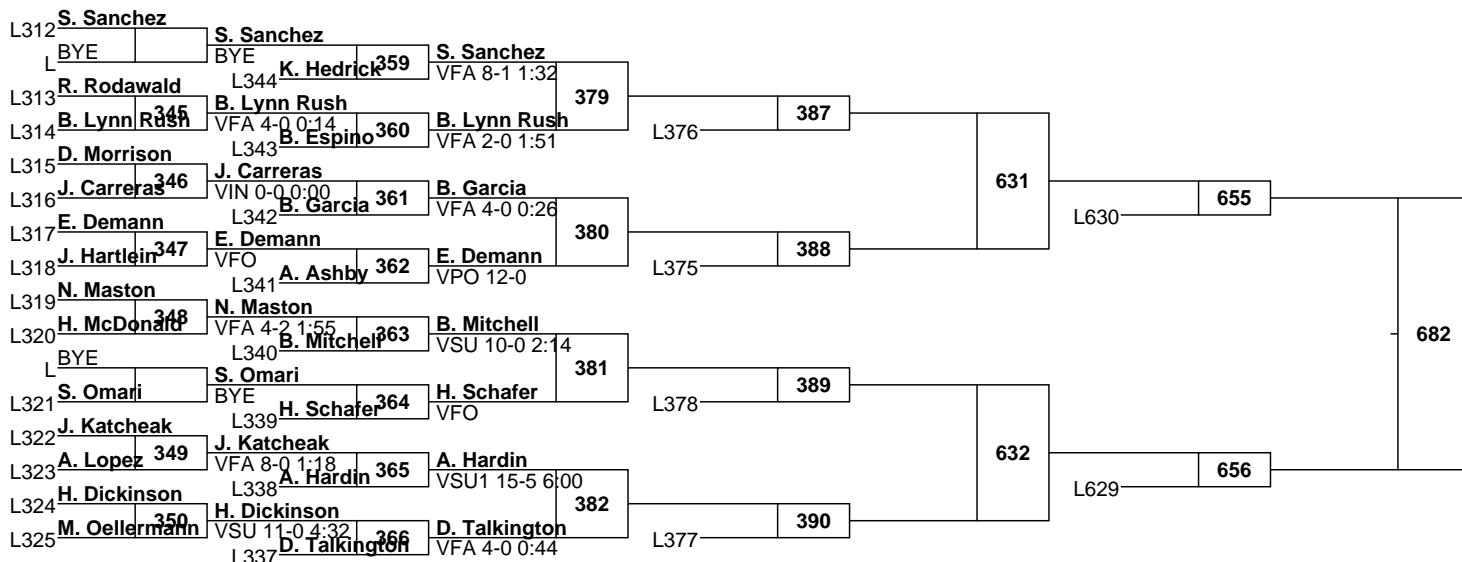 S. Sanchez
L312
BYE
L
S. Sanchez
BYE
R. Rodawald
L313
345
B. Lynn Rush
L314
B. Lynn Rush
VFA 4-0 0:14
D. Morrison
L315
346
J. Carreras
L316
J. Carreras
VIN 0-0 0:00
E. Demann
L317
347
J. Hartlein
L318
E. Demann
VFO
N. Maston
L319
348
H. McDonald
L320
N. Maston
VFA 4-2 1:55
BYE
L
S. Omari
L321
S. Omari
BYE
J. Katcheak
L322
349
A. Lopez
L323
J. Katcheak
VFA 8-0 1:18
H. Dickinson
L324
350
M. Oellermann
L325
H. Dickinson
VSU 11-0 4:32
359
K. Hedrick
L344
S. Sanchez
VFA 8-1 1:32
360
B. Espino
L343
B. Lynn Rush
VFA 2-0 1:51
361
B. Garcia
L342
B. Garcia
VFA 4-0 0:26
362
A. Ashby
L341
E. Demann
VPO 12-0
363
B. Mitchell
L340
B. Mitchell
VSU 10-0 2:14
364
H. Schafer
L339
H. Schafer
VFO
365
A. Hardin
L338
A. Hardin
VSU1 15-5 6:00
366
D. Talkington
L337
D. Talkington
VFA 4-0 0:44
379
380
381
382
387
L376
388
L375
389
L378
390
L377
631
632
655
L630
656
L629
682